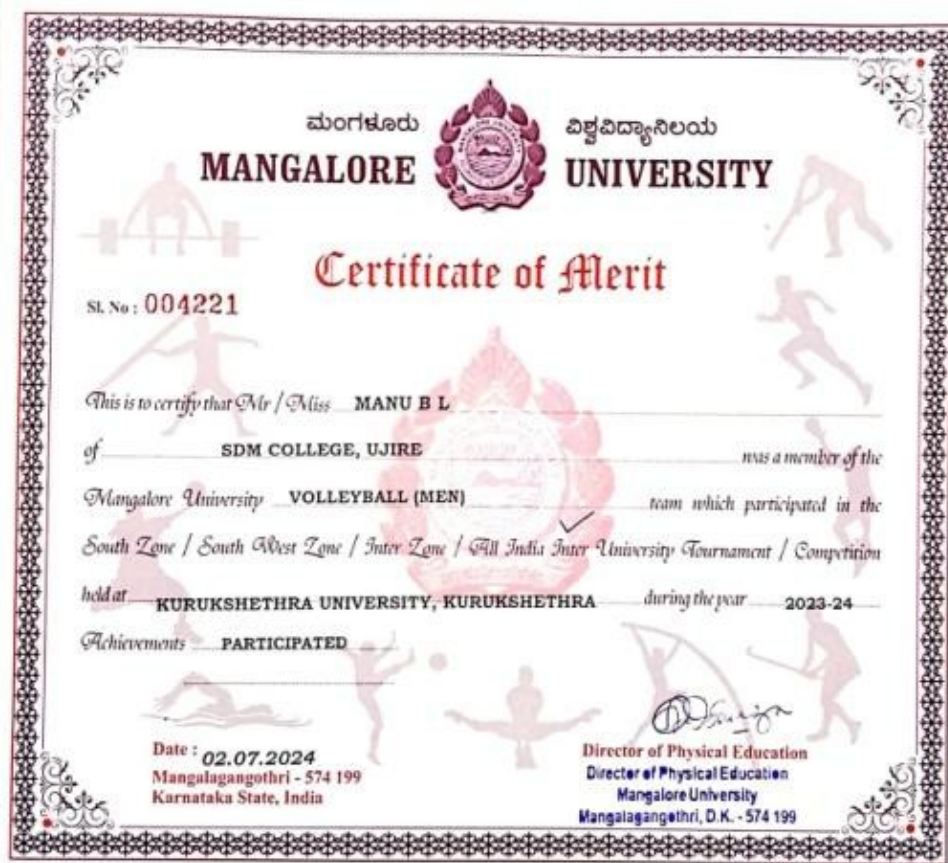 ಮಂಗಳೂರು ವಿಶ್ವವಿದ್ಯಾನಿಲಯ
MANGALORE UNIVERSITY
Certificate of Merit
Sl. No : 004221
This is to certify that Mr / Miss MANU B L
of SDM COLLEGE, UJIRE was a member of the
Mangalore University VOLLEYBALL (MEN) team which participated in the
South Zone / South West Zone / Inter Zone / All India Inter University Tournament / Competition
held at KURUKSHETHRA UNIVERSITY, KURUKSHETHRA during the year 2023-24
Achievements PARTICIPATED
Date : 02.07.2024
Mangalagangothri - 574 199
Karnataka State, India
Director of Physical Education
Director of Physical Education
Mangalore University
Mangalagangothri, D.K. - 574 199